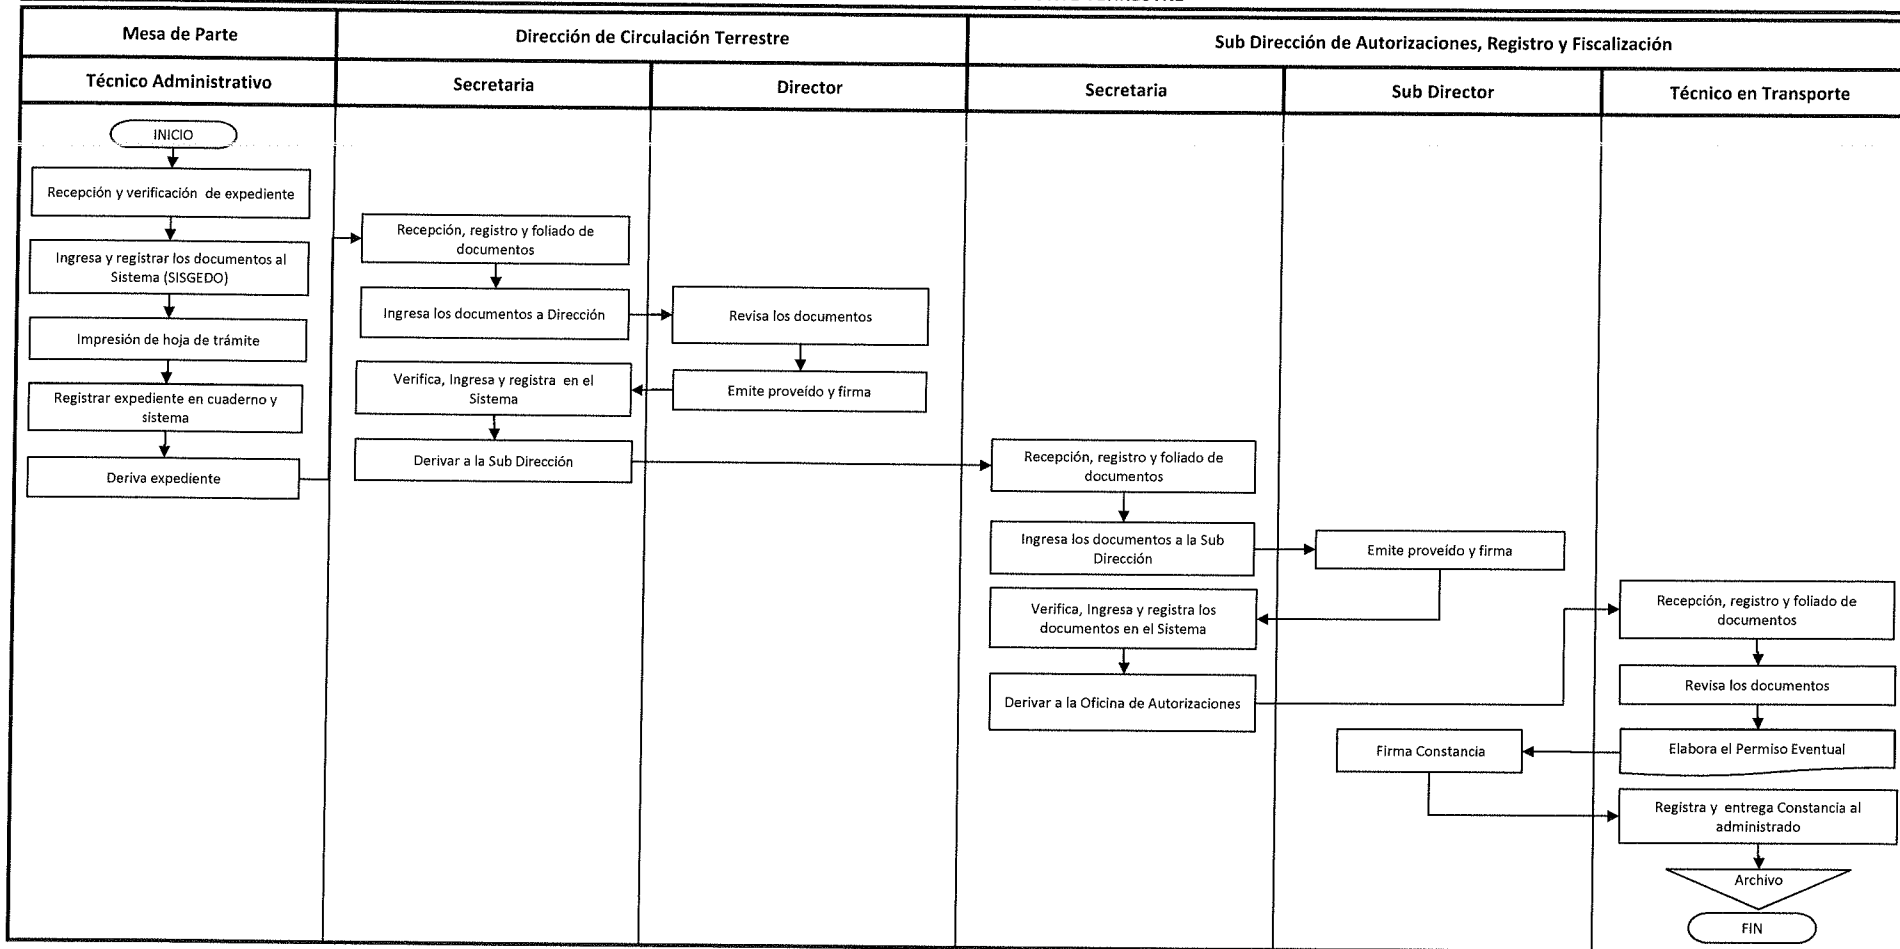 Mesa de Parte
Dirección de Circulación Terrestre
Sub Dirección de Autorizaciones, Registro y Fiscalización
Técnico Administrativo
Secretaria
Director
Secretaria
Sub Director
Técnico en Transporte
INICIO
Recepción y verificación de expediente
Ingresa y registrar los documentos al
Sistema (SISGEDO)
Impresión de hoja de trámite
Registrar expediente en cuaderno y
sistema
Deriva expediente
Recepción, registro y foliado de
documentos
Ingresa los documentos a Dirección
Revisa los documentos
Emite proveído y firma
Verifica, Ingresa y registra en el
Sistema
Derivar a la Sub Dirección
Recepción, registro y foliado de
documentos
Ingresa los documentos a la Sub
Dirección
Emite proveído y firma
Verifica, Ingresa y registra los
documentos en el Sistema
Derivar a la Oficina de Autorizaciones
Recepción, registro y foliado de
documentos
Revisa los documentos
Elabora el Permiso Eventual
Firma Constancia
Registra y entrega Constancia al
administrado
Archivo
FIN